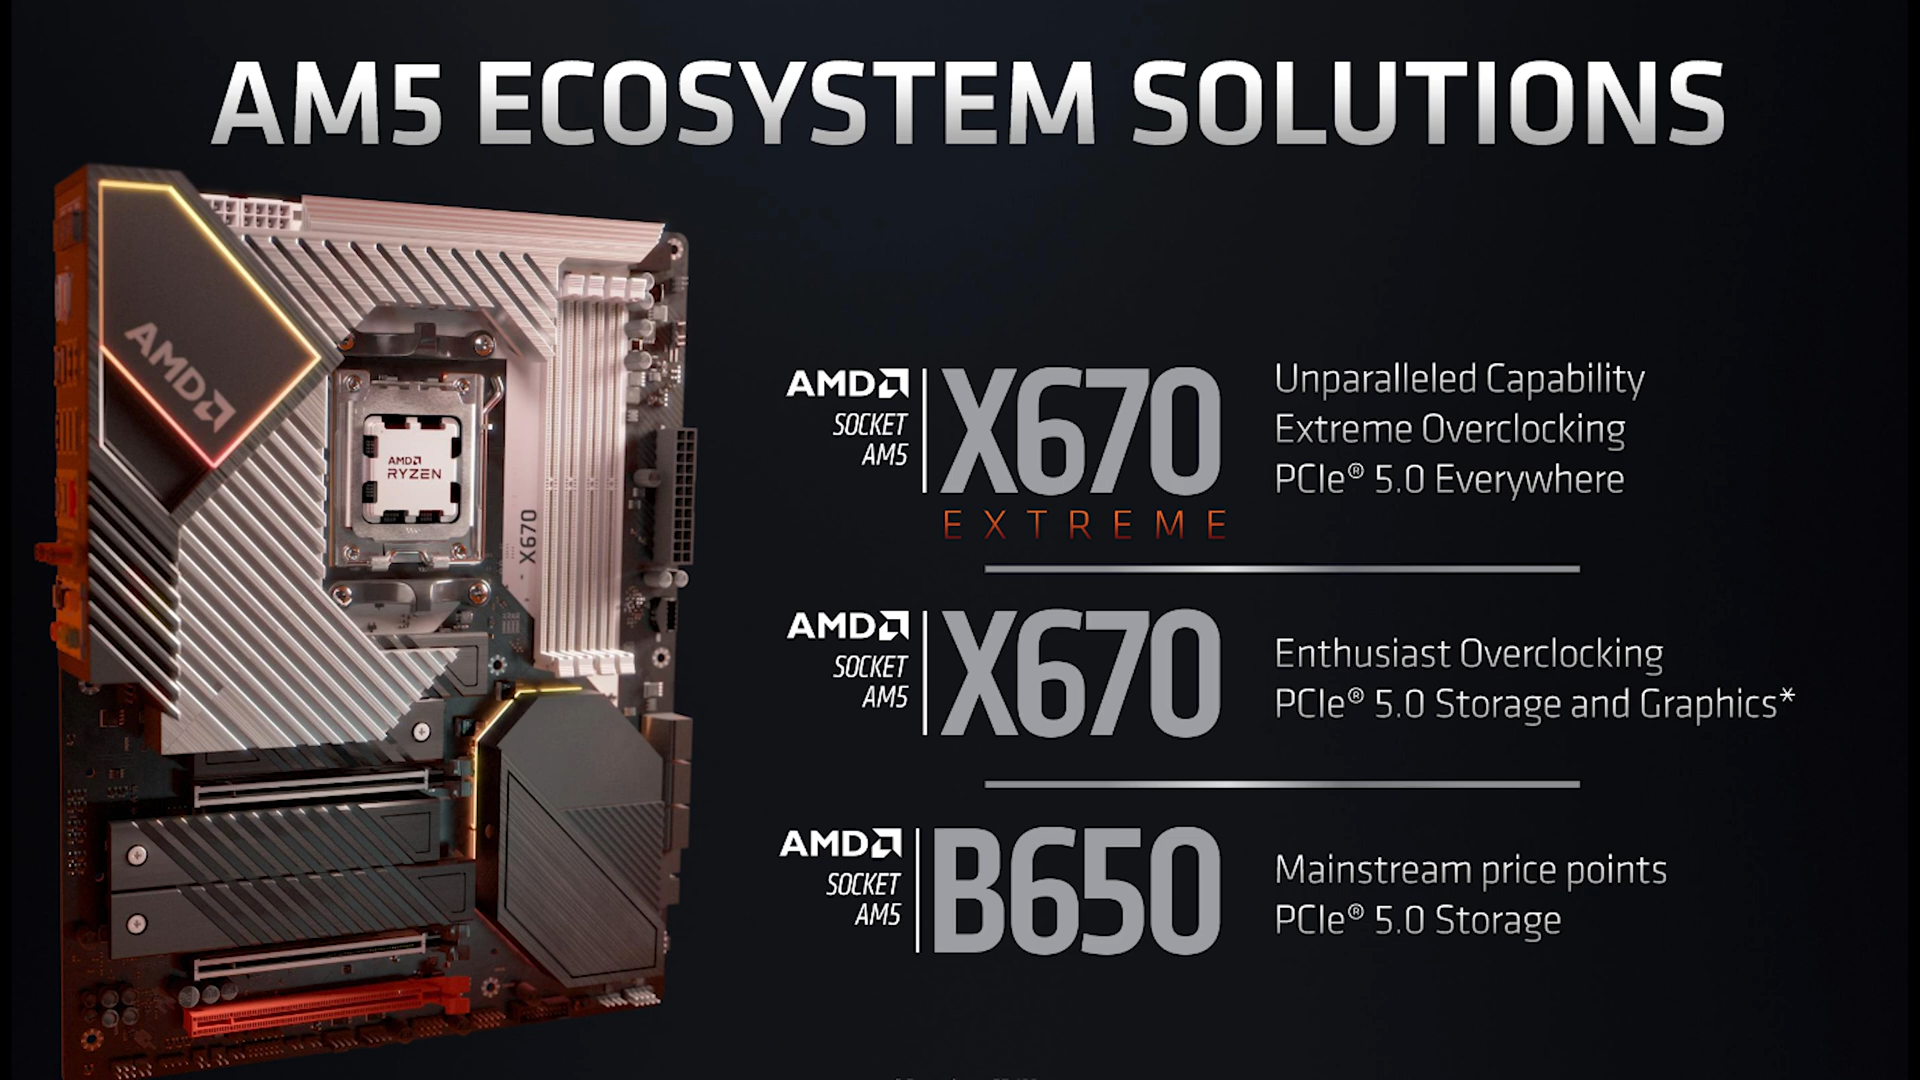 AM5 ECOSYSTEM SOLUTIONS
AMD
AMD
RYZEN
X670
AMD
SOCKET
AM5
X670
EXTREME
Unparalleled Capability
Extreme Overclocking
PCIe® 5.0 Everywhere
AMD
SOCKET
AM5
X670
Enthusiast Overclocking
PCIe® 5.0 Storage and Graphics*
AMD
SOCKET
AM5
B650
Mainstream price points
PCIe® 5.0 Storage